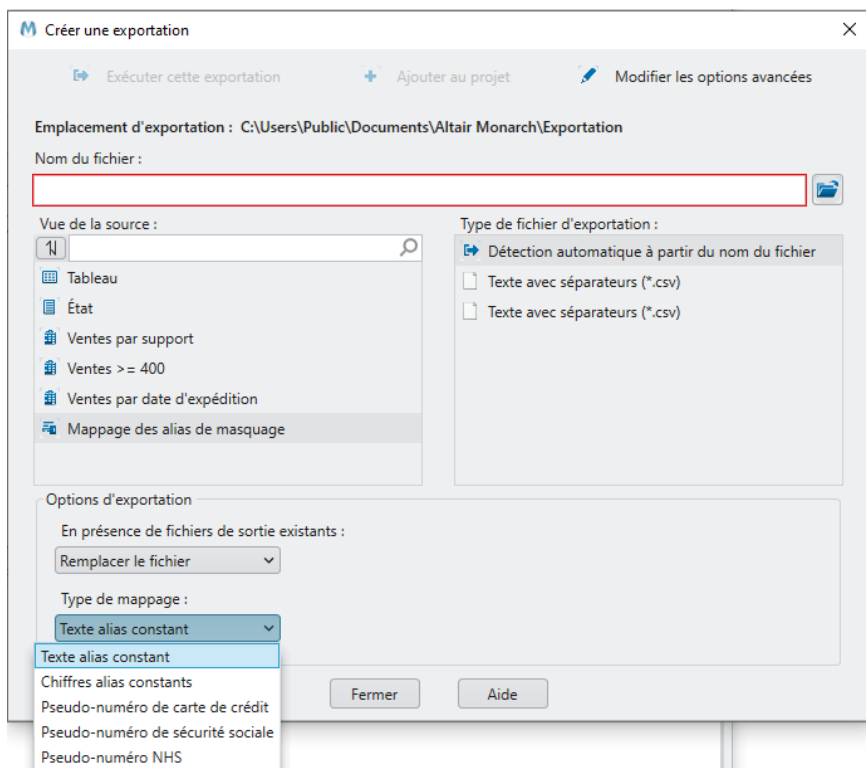 Créer une exportation
Exécuter cette exportation
Ajouter au projet
Modifier les options avancées
Emplacement d'exportation : C:\Users\Public\Documents\Altair Monarch\Exportation
Nom du fichier :
Vue de la source :
Tableau
État
Ventes par support
Ventes >= 400
Ventes par date d'expédition
Mappage des alias de masquage
Type de fichier d'exportation :
Détection automatique à partir du nom du fichier
Texte avec séparateurs (*.csv)
Texte avec séparateurs (*.csv)
Options d'exportation
En présence de fichiers de sortie existants :
Remplacer le fichier
Type de mappage :
Texte alias constant
Texte alias constant
Chiffres alias constants
Pseudo-numéro de carte de crédit
Pseudo-numéro de sécurité sociale
Pseudo-numéro NHS
Fermer
Aide